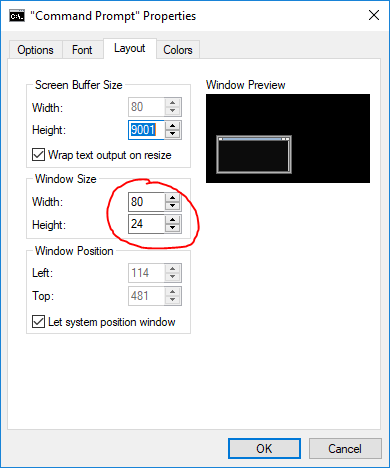 "Command Prompt" Properties
Options Font Layout Colors
Screen Buffer Size
Width: 80
Height: 9001
Wrap text output on resize
Window Size
Width: 80
Height: 24
Window Position
Left: 114
Top: 481
Let system position window
Window Preview
OK Cancel